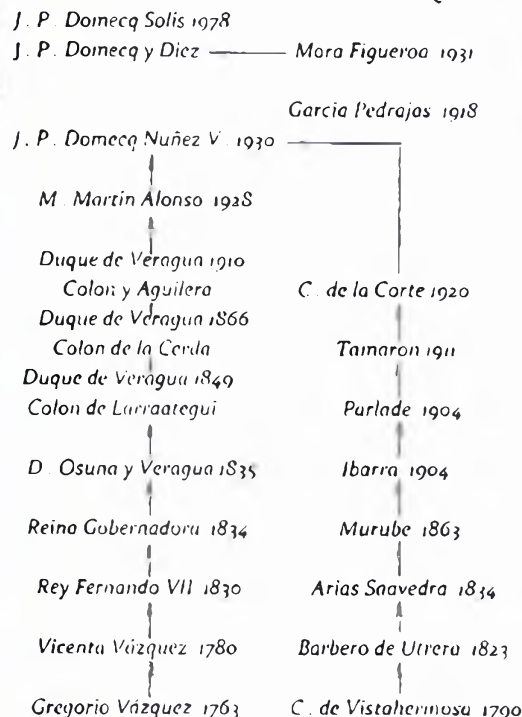 J. P. Domecq Solis 1978
J. P. Domecq y Diez Mora Figueroa 1931
Garcia Pedrajas 1918
J. P. Domecq Nuñez V. 1930
M. Martin Alonso 1928
Duque de Veragua 1910
Colon y Aguilera C. de la Corte 1920
Duque de Veragua 1866
Colon de la Cerda Tamaron 1911
Duque de Veragua 1849
Colon de Larraategui Parlade 1904
D. Osuna y Veragua 1835 Ibarra 1904
Reina Gobernadora 1834 Murube 1863
Rey Fernando VII 1830 Arias Saavedra 1834
Vicenta Vázquez 1780 Barbero de Utrera 1823
Gregorio Vázquez 1763 C. de Vistahermosa 1790